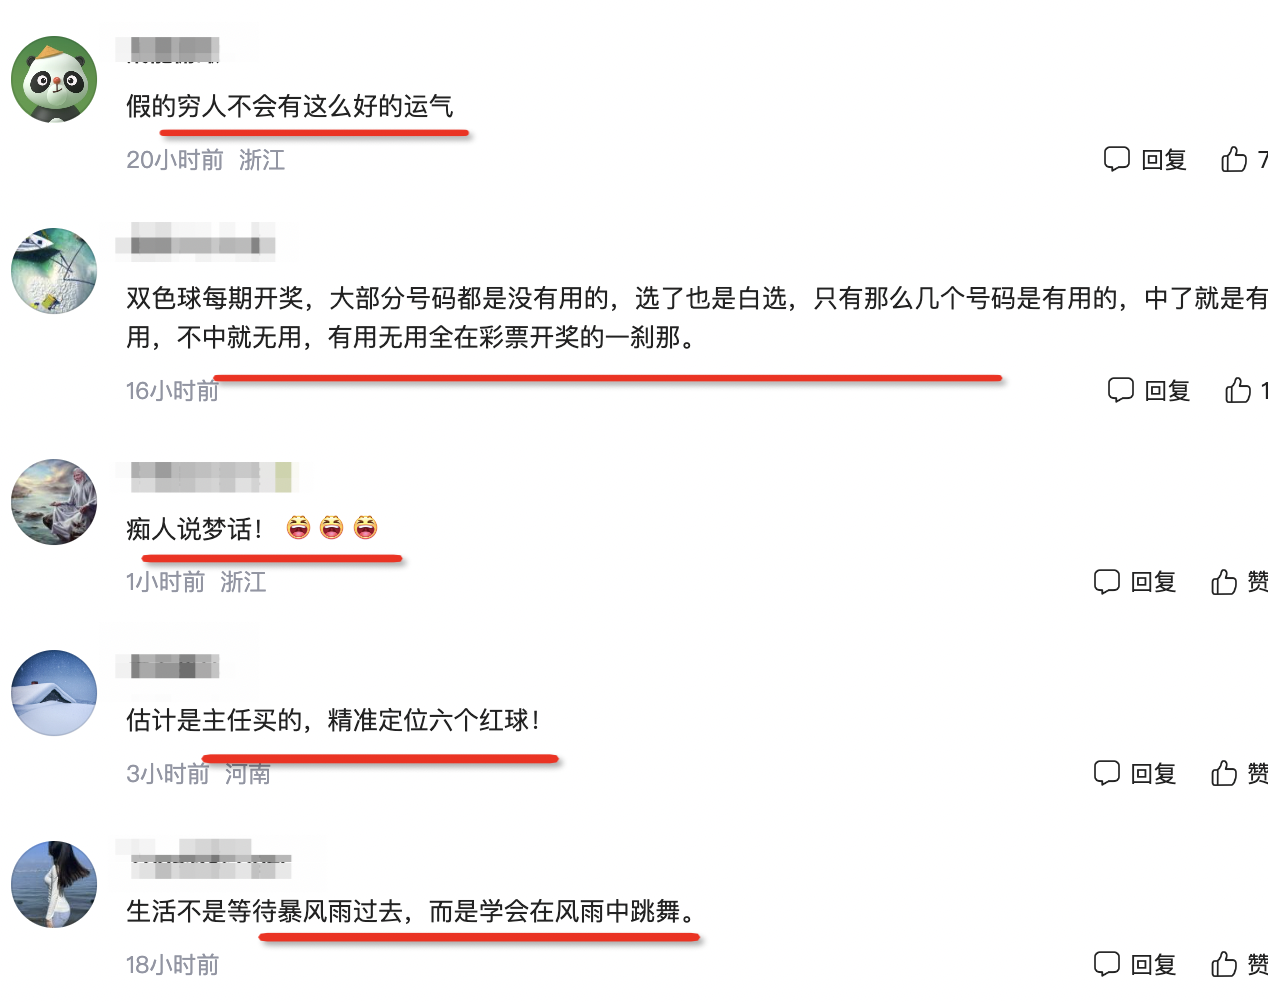 假的穷人不会有这么好的运气
20小时前 浙江
回复 7
双色球每期开奖，大部分号码都是没有用的，选了也是白选，只有那么几个号码是有用的，中了就是有
用，不中就无用，有用无用全在彩票开奖的一刹那。
16小时前
回复 1
痴人说梦话！
1小时前 浙江
回复 赞
估计是主任买的，精准定位六个红球！
3小时前 河南
回复 赞
生活不是等待暴风雨过去，而是学会在风雨中跳舞。
18小时前
回复 赞